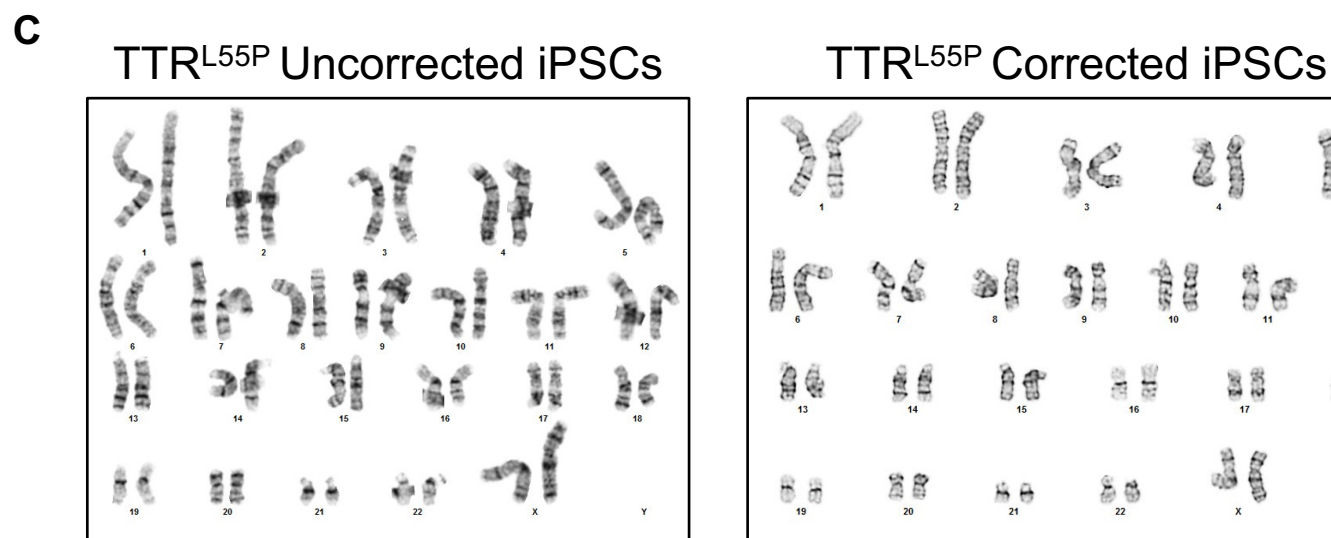 C
TTRL55P Uncorrected iPSCs
1 2 3 4 5
6 7 8 9 10 11 12
13 14 15 16 17 18
19 20 21 22 X Y
TTRL55P Corrected iPSCs
1 2 3 4
6 7 8 9 10 11
13 14 15 16 17
19 20 21 22 X